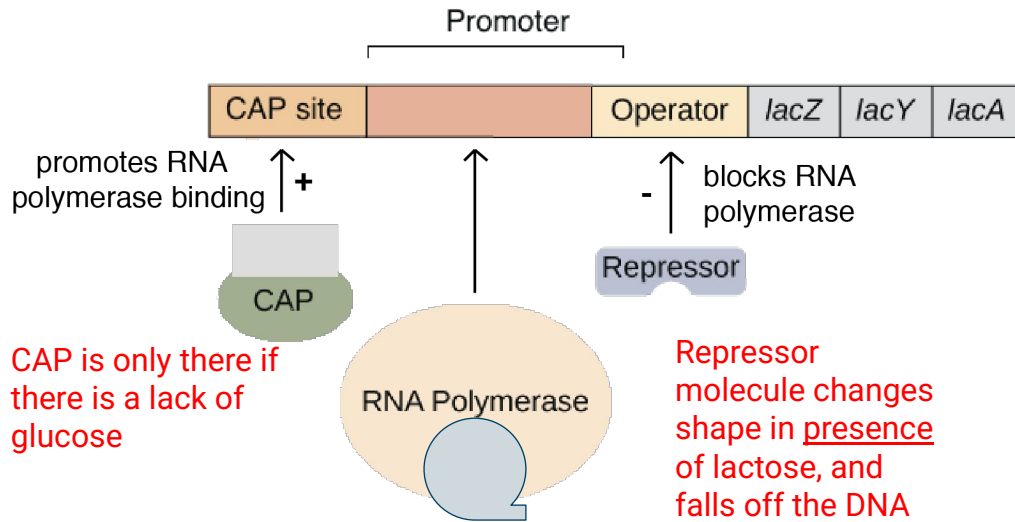 Promoter
CAP site
Operator
lacZ
lacY
lacA
promotes RNA
polymerase binding
+
-
blocks RNA
polymerase
CAP
Repressor
RNA Polymerase
CAP is only there if
there is a lack of
glucose
Repressor
molecule changes
shape in presence
of lactose, and
falls off the DNA